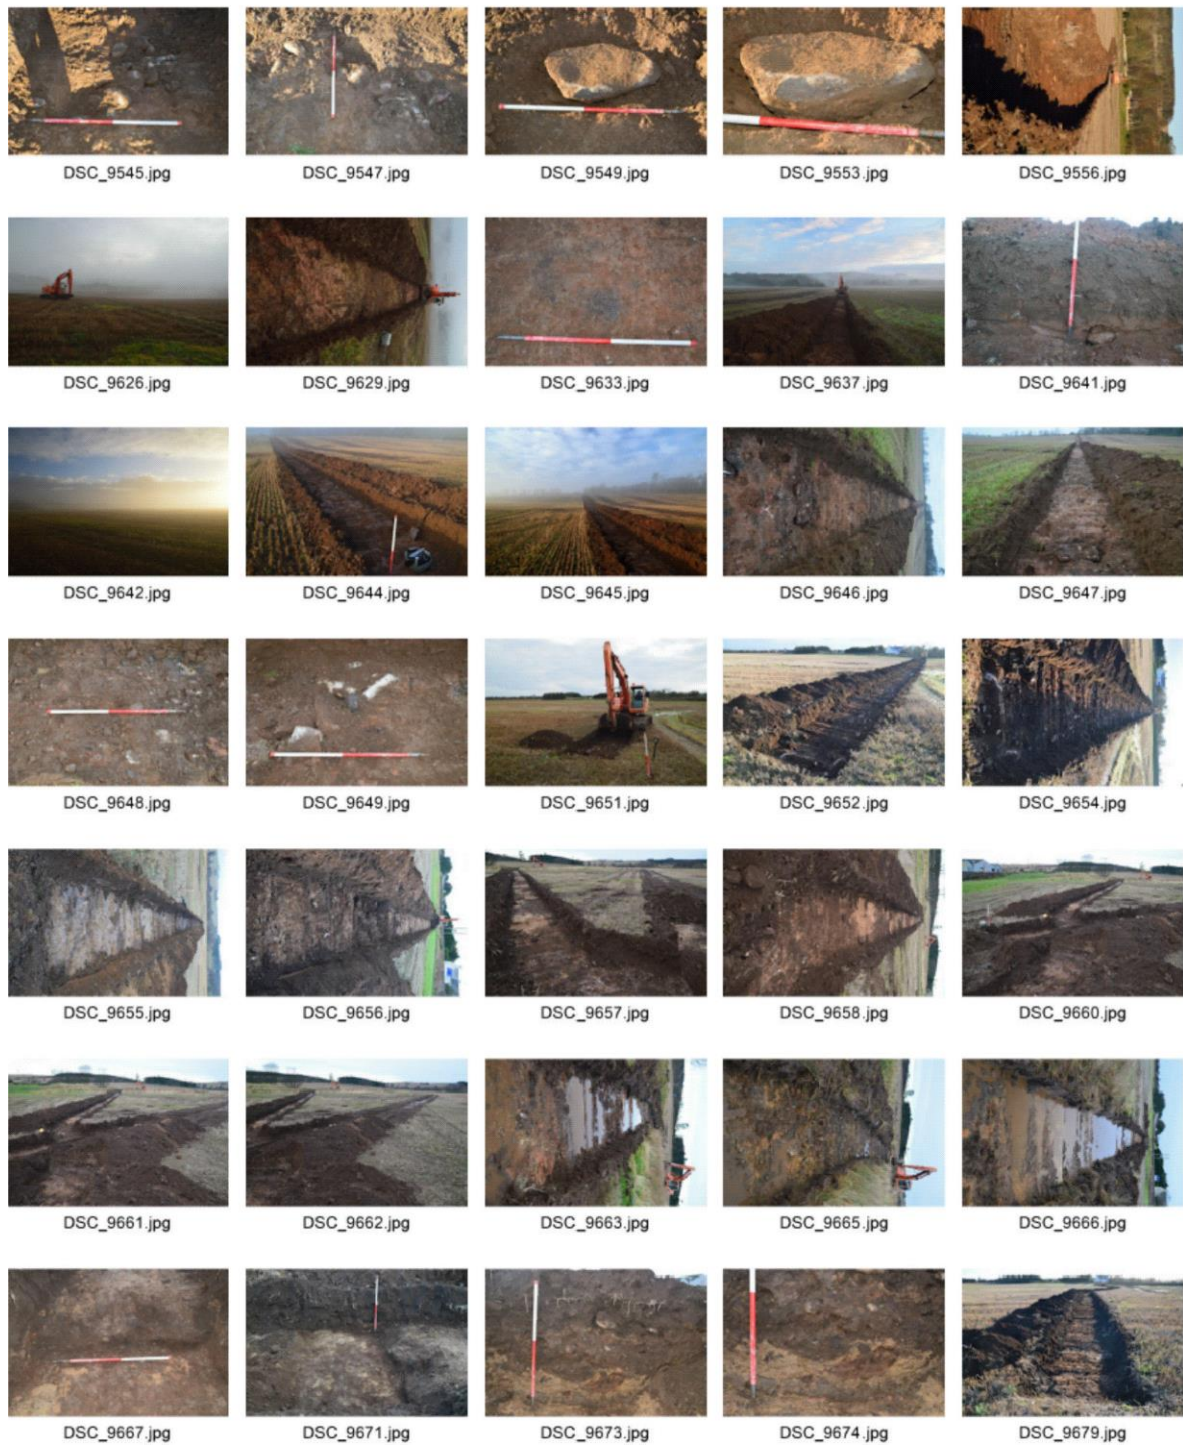 DSC_9545.jpg DSC_9547.jpg DSC_9549.jpg DSC_9553.jpg DSC_9556.jpg
DSC_9626.jpg DSC_9629.jpg DSC_9633.jpg DSC_9637.jpg DSC_9641.jpg
DSC_9642.jpg DSC_9644.jpg DSC_9645.jpg DSC_9646.jpg DSC_9647.jpg
DSC_9648.jpg DSC_9649.jpg DSC_9651.jpg DSC_9652.jpg DSC_9654.jpg
DSC_9655.jpg DSC_9656.jpg DSC_9657.jpg DSC_9658.jpg DSC_9660.jpg
DSC_9661.jpg DSC_9662.jpg DSC_9663.jpg DSC_9665.jpg DSC_9666.jpg
DSC_9667.jpg DSC_9671.jpg DSC_9673.jpg DSC_9674.jpg DSC_9679.jpg